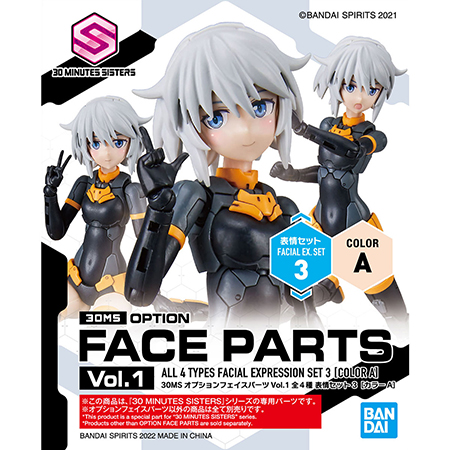 ©BANDAI SPIRITS 2021
30 MINUTES SISTERS
表情セット
FACIAL EX. SET
3
COLOR
A
30MS OPTION
FACE PARTS
Vol.1 ALL 4 TYPES FACIAL EXPRESSION SET 3 [COLOR A]
30MS オプションフェイスパーツ Vol.1 全4種 表情セット3 [カラーA]
※この商品は、「30 MINUTES SISTERS」シリーズの専用パーツです。
※オプションフェイスパーツ以外の商品は全て別売りです。
*This product is a special part for "30 MINUTES SISTERS" series.
*Products other than OPTION FACE PARTS are sold separately.
BANDAI SPIRITS 2022 MADE IN CHINA
BAN
DAI